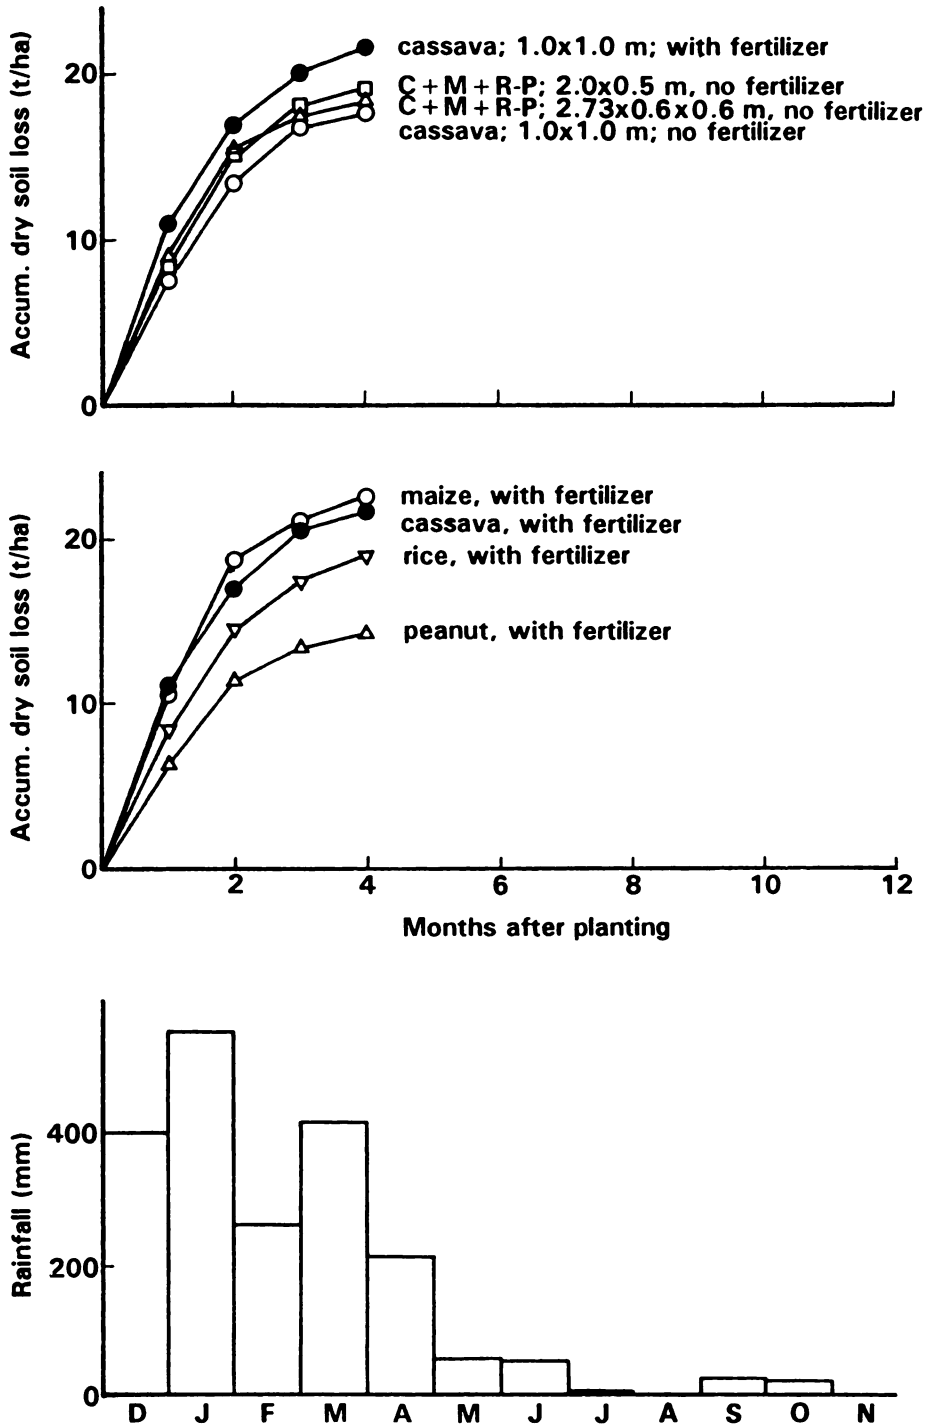 Accum. dry soil loss (t/ha)
20
10
0
cassava; 1.0x1.0 m; with fertilizer
C + M + R-P; 2.0x0.5 m, no fertilizer
C + M + R-P; 2.73x0.6x0.6 m, no fertilizer
cassava; 1.0x1.0 m; no fertilizer
Accum. dry soil loss (t/ha)
20
10
0
maize, with fertilizer
cassava, with fertilizer
rice, with fertilizer
peanut, with fertilizer
2 4 6 8 10 12
Months after planting
Rainfall (mm)
400
200
0
D J F M A M J J A S O N